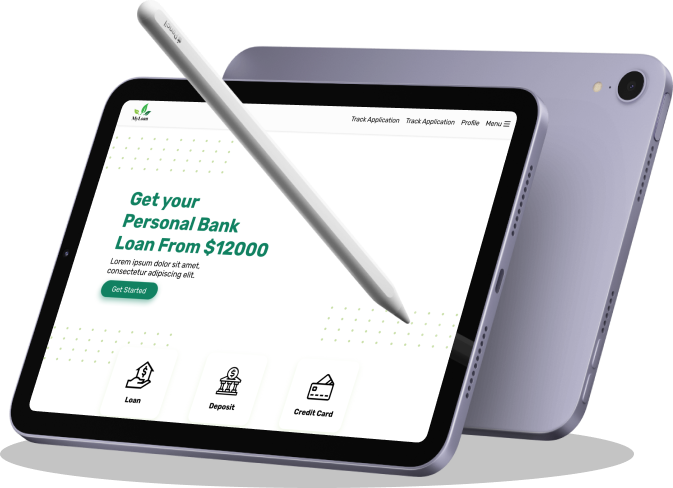 MyLoan
Track Application
Track Application
Profile
Menu
Get your
Personal Bank
Loan From $12000
Lorem ipsum dolor sit amet,
consectetur adipiscing elit.
Get Started
Loan
Deposit
Credit Card